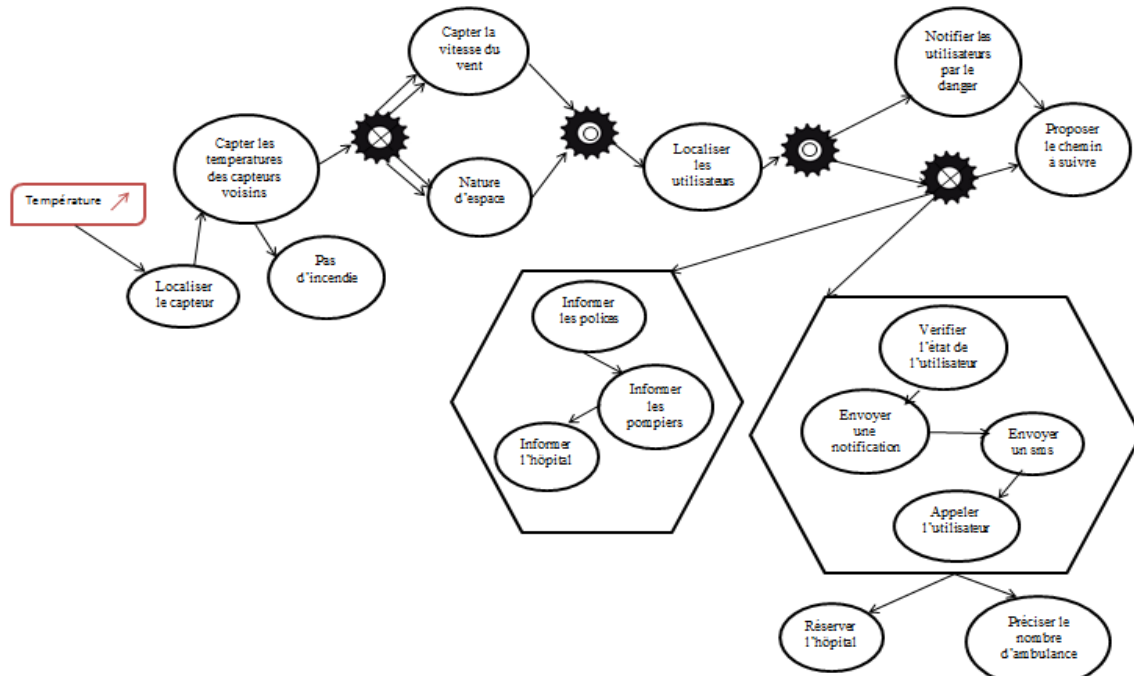 Température
Localiser
le capteur
Capter les
temperatures
des capteurs
voisins
Pas
d'incendie
Capter la
vitesse du
vent
Nature
d'espace
Localiser
les
utilisateurs
Notifier les
utilisateurs
par le
danger
Proposer
le chemin
à suivre
Informer
les polices
Informer
les
pompiers
Informer
l'hôpital
Verifier
l'état de
l'utilisateur
Envoyer
une
notification
Envoyer
un sms
Appeler
l'utilisateur
Réserver
l'hôpital
Préciser le
nombre
d'ambulance